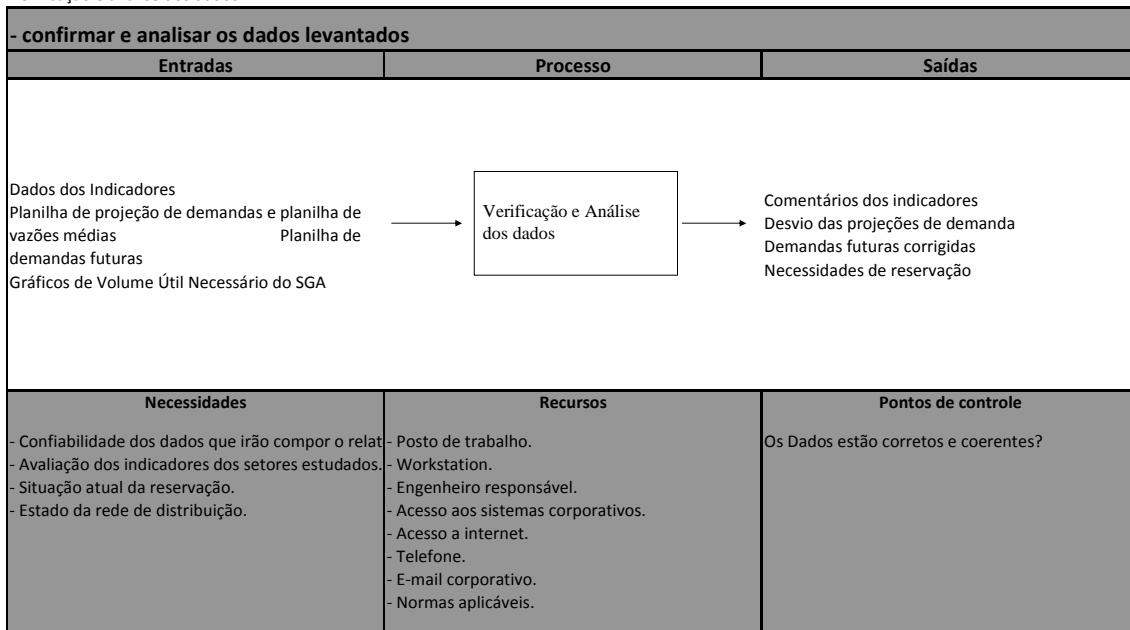 - confirmar e analisar os dados levantados
Entradas
Processo
Saídas
Dados dos Indicadores
Planilha de projeção de demandas e planilha de
vazões médias Planilha de
demandas futuras
Gráficos de Volume Útil Necessário do SGA
Verificação e Análise
dos dados
Comentários dos indicadores
Desvio das projeções de demanda
Demandas futuras corrigidas
Necessidades de reservação
Necessidades
- Confiabilidade dos dados que irão compor o relat
- Avaliação dos indicadores dos setores estudados.
- Situação atual da reservação.
- Estado da rede de distribuição.
Recursos
- Posto de trabalho.
- Workstation.
- Engenheiro responsável.
- Acesso aos sistemas corporativos.
- Acesso a internet.
- Telefone.
- E-mail corporativo.
- Normas aplicáveis.
Pontos de controle
Os Dados estão corretos e coerentes?